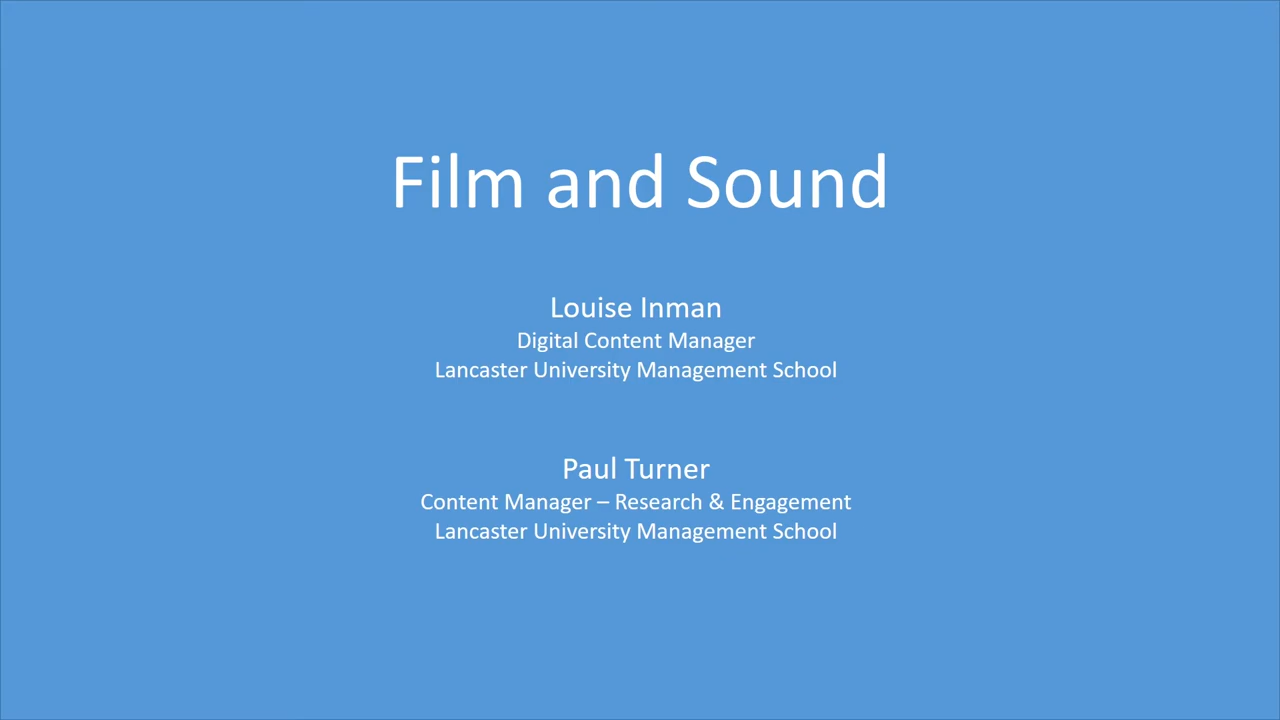 Film and Sound
Louise Inman
Digital Content Manager
Lancaster University Management School
Paul Turner
Content Manager – Research & Engagement
Lancaster University Management School